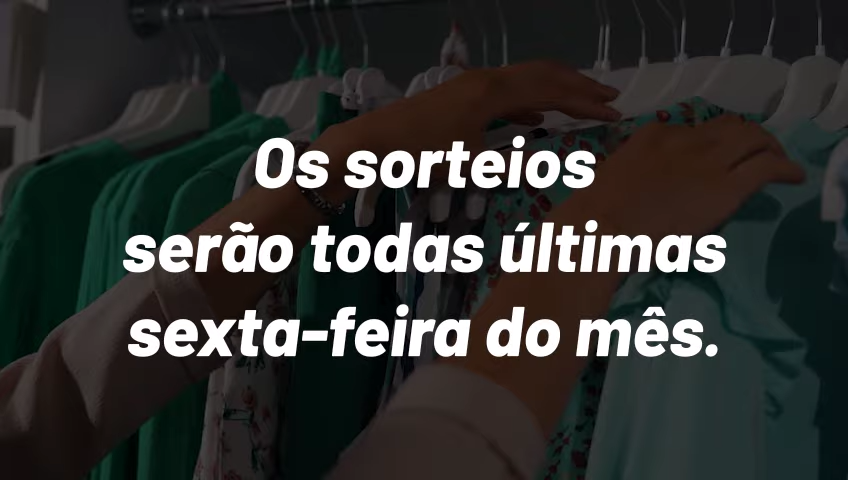 Os sorteios
serão todas últimas
sexta-feira do mês.